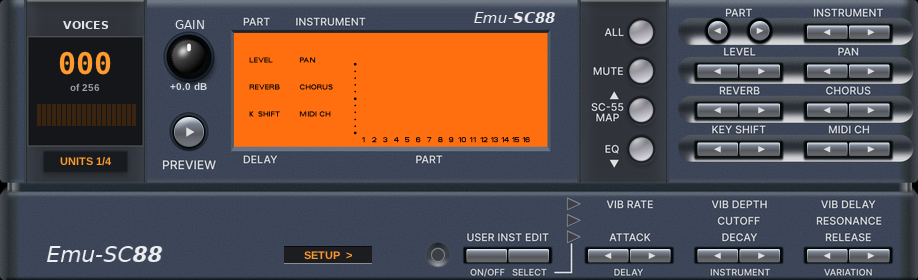 VOICES
000
of 256
UNITS 1/4
GAIN
+0.0 dB
PREVIEW
PART INSTRUMENT
Emu-SC88
LEVEL PAN
REVERB CHORUS
K SHIFT MIDI CH
1 2 3 4 5 6 7 8 9 10 11 12 13 14 15 16
DELAY PART
ALL
MUTE
SC-55
MAP
EQ
PART INSTRUMENT
LEVEL PAN
REVERB CHORUS
KEY SHIFT MIDI CH
Emu-SC88
SETUP >
USER INST EDIT
ON/OFF SELECT
VIB RATE VIB DEPTH VIB DELAY
CUTOFF RESONANCE
ATTACK DECAY RELEASE
DELAY INSTRUMENT VARIATION